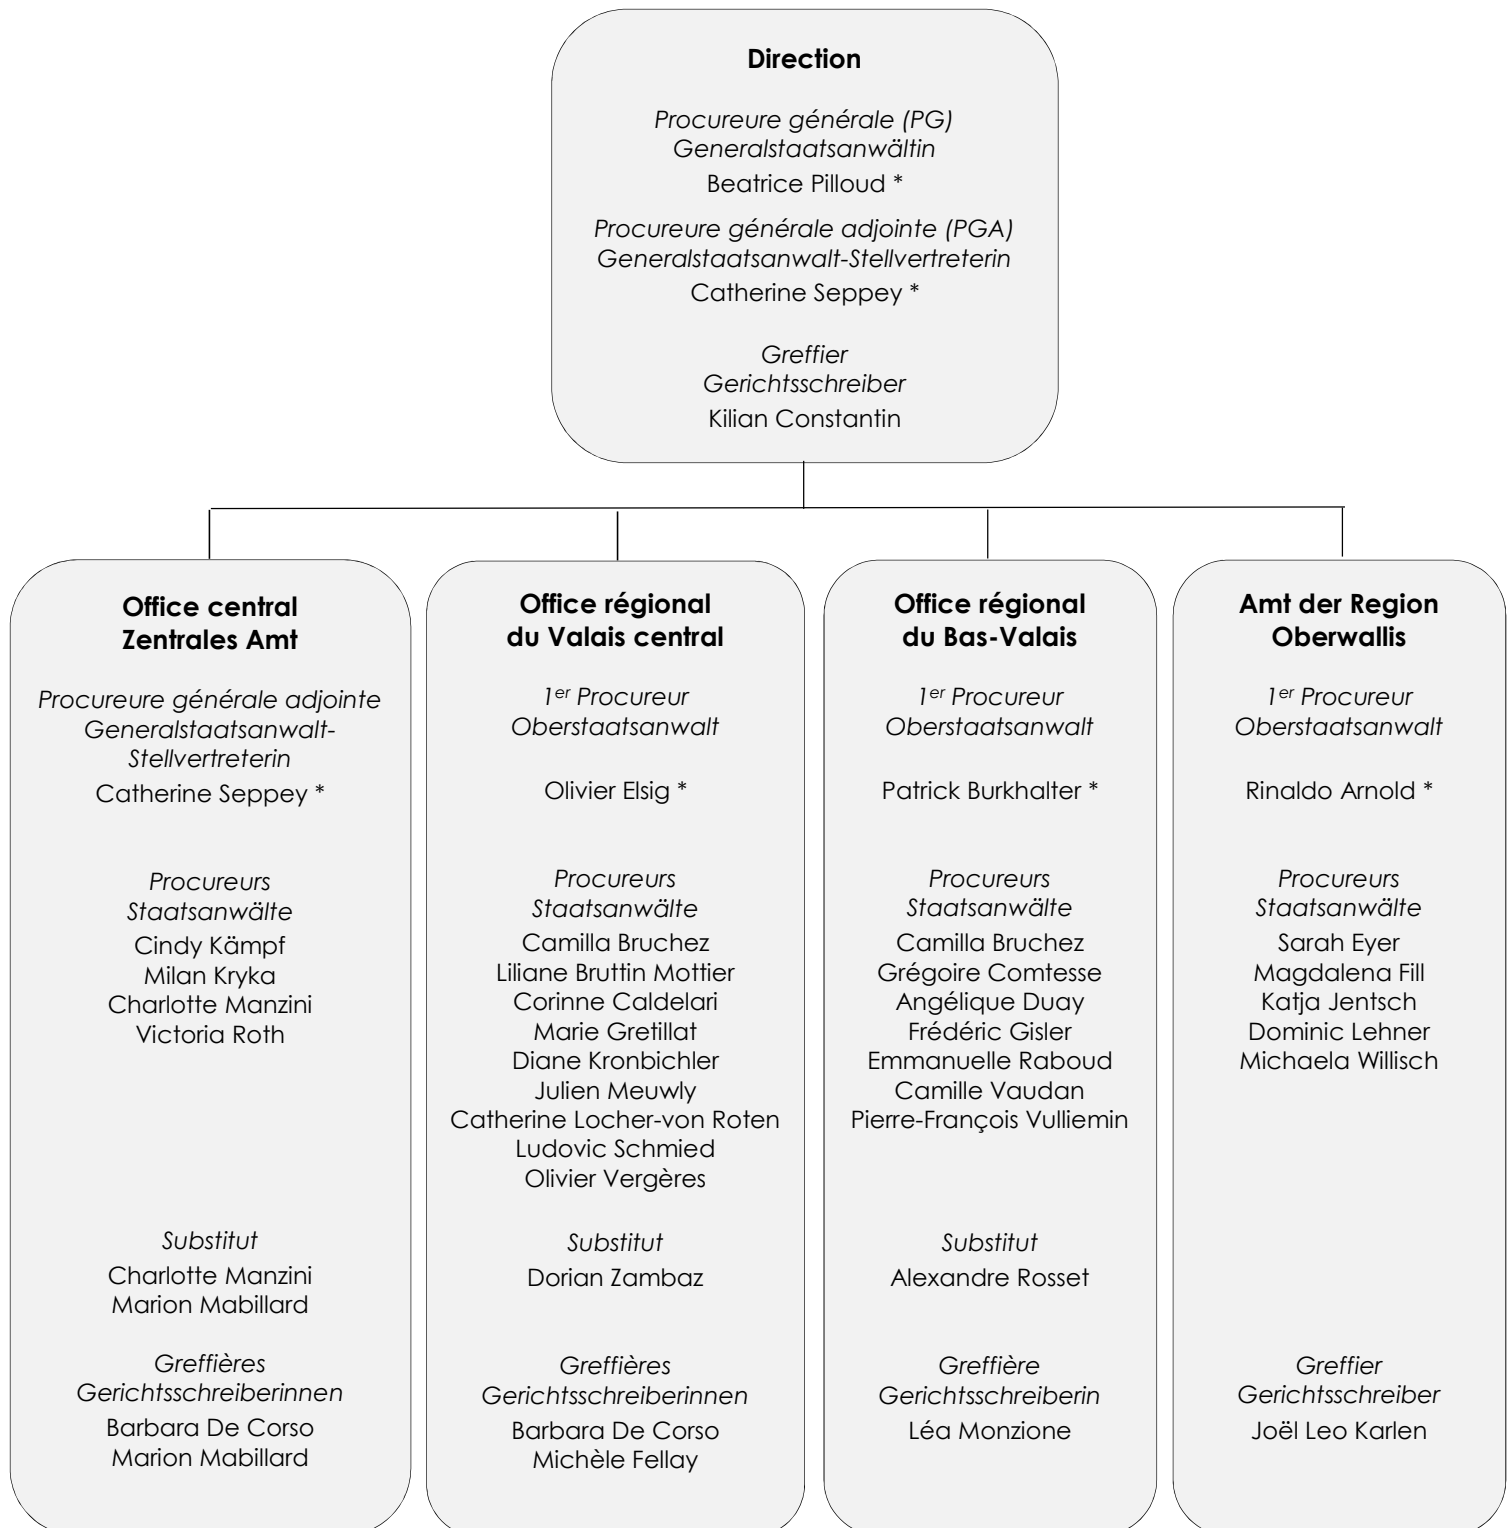 Direction
Procureure générale (PG)
Generalstaatsanwältin
Beatrice Pilloud *
Procureure générale adjointe (PGA)
Generalstaatsanwalt-Stellvertreterin
Catherine Seppey *
Greffier
Gerichtsschreiber
Kilian Constantin
Office central
Zentrales Amt
Procureure générale adjointe
Generalstaatsanwalt-
Stellvertreterin
Catherine Seppey *
Procureurs
Staatsanwälte
Cindy Kämpf
Milan Kryka
Charlotte Manzini
Victoria Roth
Substitut
Charlotte Manzini
Marion Mabillard
Greffières
Gerichtsschreiberinnen
Barbara De Corso
Marion Mabillard
Office régional
du Valais central
1er Procureur
Oberstaatsanwalt
Olivier Elsig *
Procureurs
Staatsanwälte
Camilla Bruchez
Liliane Bruttin Mottier
Corinne Caldelari
Marie Gretillat
Diane Kronbichler
Julien Meuwly
Catherine Locher-von Roten
Ludovic Schmied
Olivier Vergères
Substitut
Dorian Zambaz
Greffières
Gerichtsschreiberinnen
Barbara De Corso
Michèle Fellay
Office régional
du Bas-Valais
1er Procureur
Oberstaatsanwalt
Patrick Burkhalter *
Procureurs
Staatsanwälte
Camilla Bruchez
Grégoire Comtesse
Angélique Duay
Frédéric Gisler
Emmanuelle Raboud
Camille Vaudan
Pierre-François Vulliemin
Substitut
Alexandre Rosset
Greffière
Gerichtsschreiberin
Léa Monzione
Amt der Region
Oberwallis
1er Procureur
Oberstaatsanwalt
Rinaldo Arnold *
Procureurs
Staatsanwälte
Sarah Eyer
Magdalena Fill
Katja Jentsch
Dominic Lehner
Michaela Willisch
Greffier
Gerichtsschreiber
Joël Leo Karlen